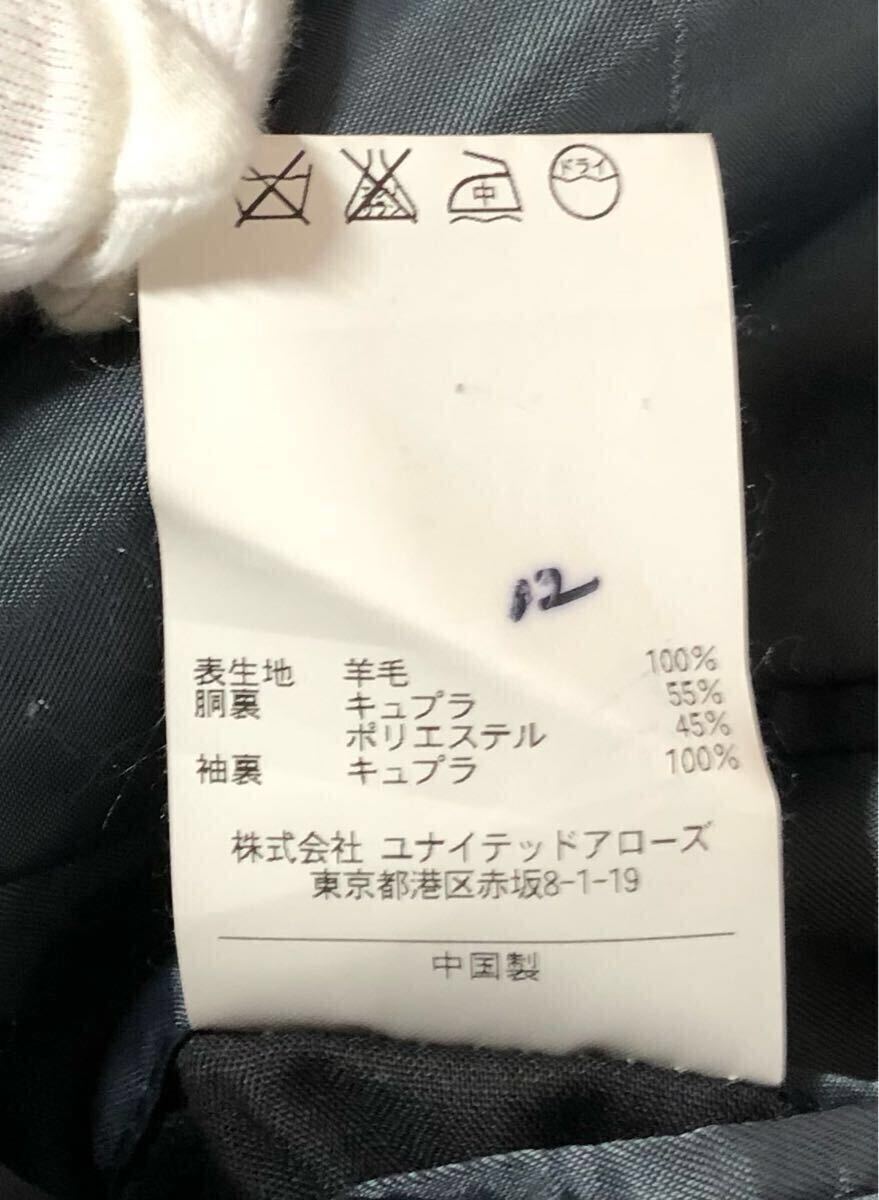 中 ドライ
12
表生地 羊毛 100%
胴裏 キュプラ 55%
ポリエステル 45%
袖裏 キュプラ 100%
株式会社 ユナイテッドアローズ
東京都港区赤坂8-1-19
中国製